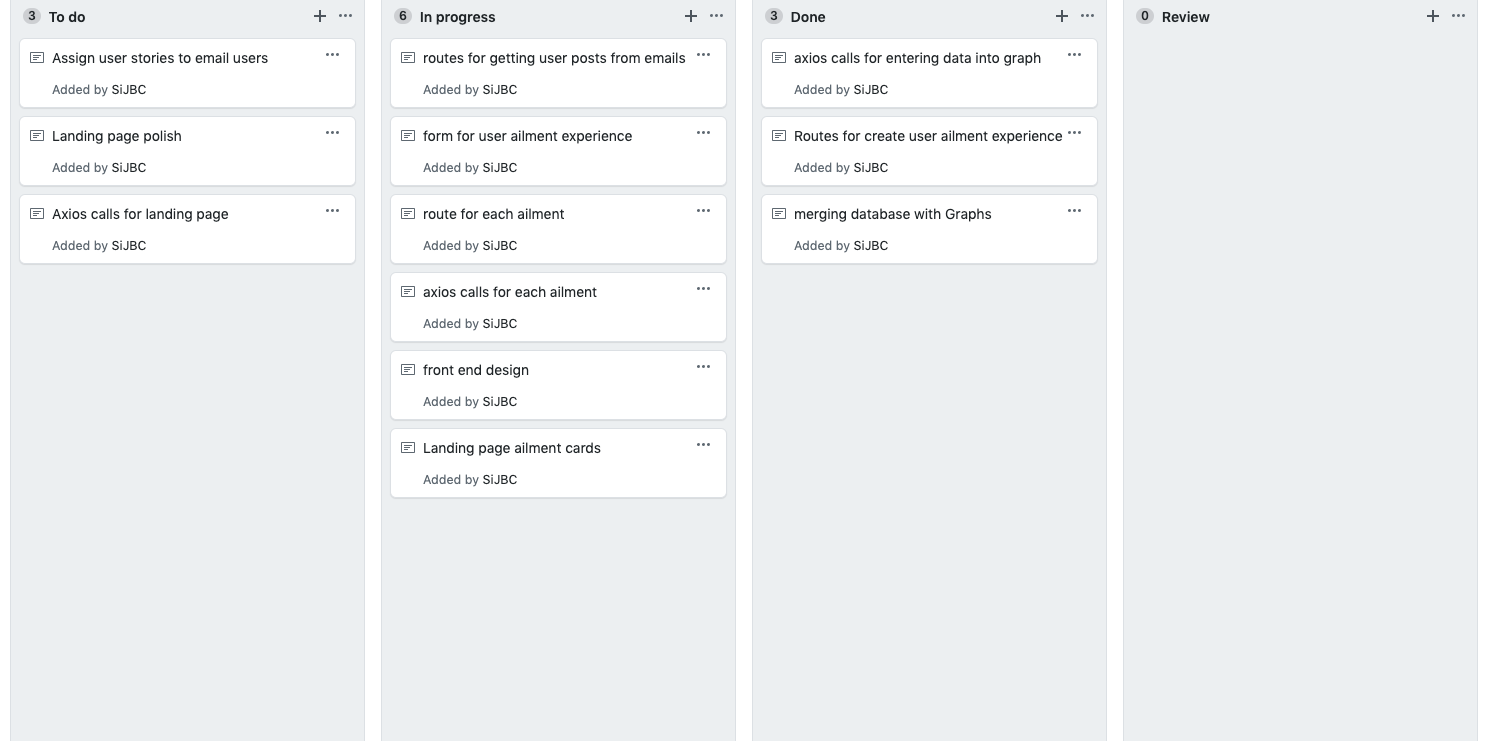 3 To do
Assign user stories to email users
Added by SiJBC
Landing page polish
Added by SiJBC
Axios calls for landing page
Added by SiJBC
6 In progress
routes for getting user posts from emails
Added by SiJBC
form for user ailment experience
Added by SiJBC
route for each ailment
Added by SiJBC
axios calls for each ailment
Added by SiJBC
front end design
Added by SiJBC
Landing page ailment cards
Added by SiJBC
3 Done
axios calls for entering data into graph
Added by SiJBC
Routes for create user ailment experience
Added by SiJBC
merging database with Graphs
Added by SiJBC
0 Review